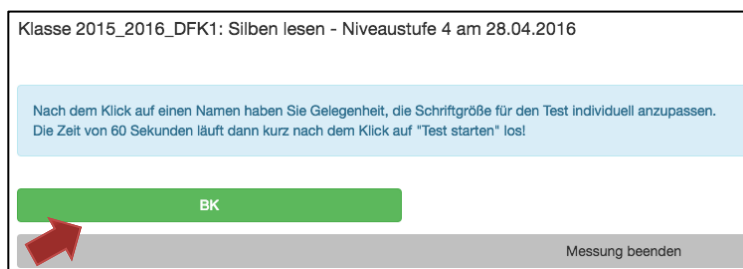 Klasse 2015_2016_DFK1: Silben lesen - Niveaustufe 4 am 28.04.2016
Nach dem Klick auf einen Namen haben Sie Gelegenheit, die Schriftgröße für den Test individuell anzupassen.
Die Zeit von 60 Sekunden läuft dann kurz nach dem Klick auf "Test starten" los!
BK
Messung beenden